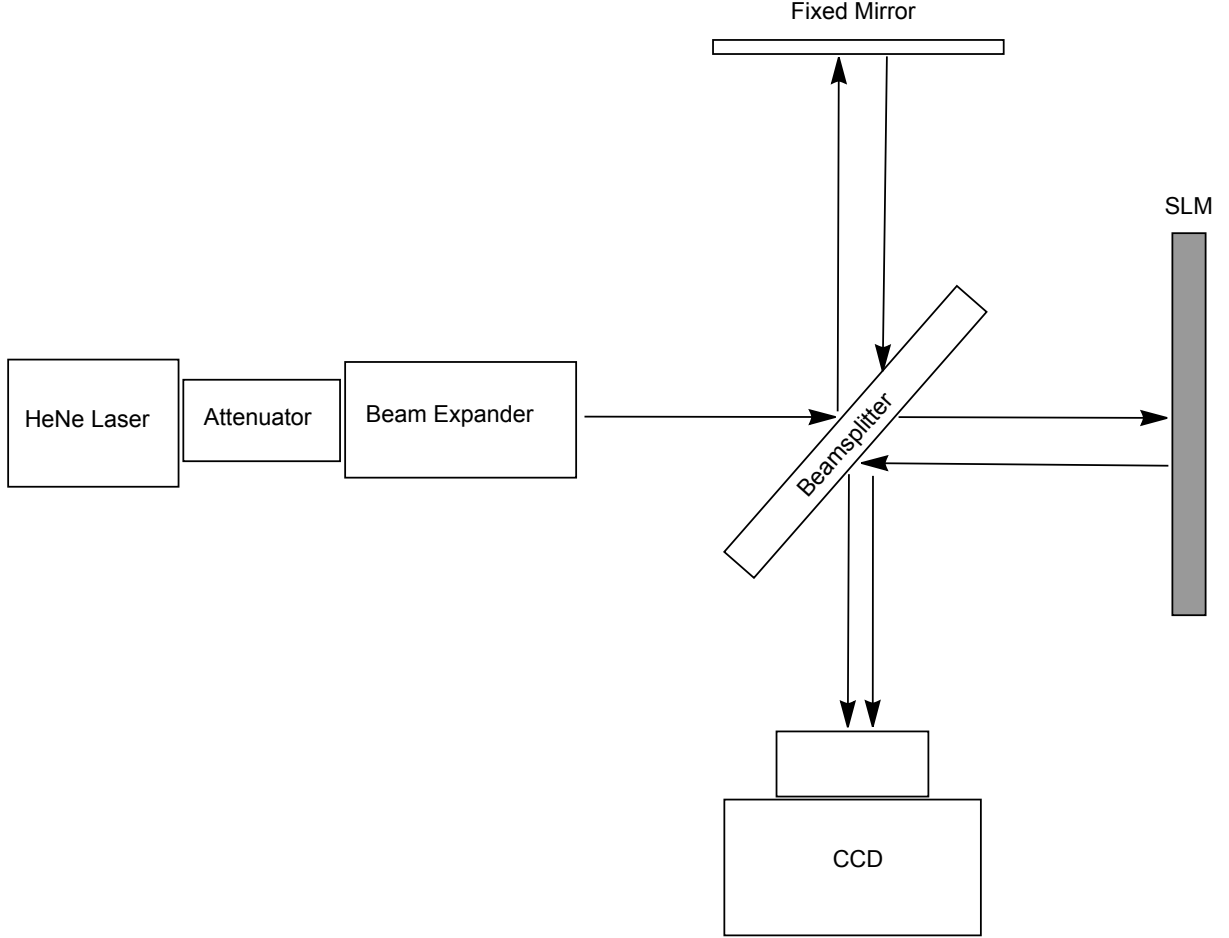 Fixed Mirror
SLM
HeNe Laser
Attenuator
Beam Expander
Beamsplitter
CCD